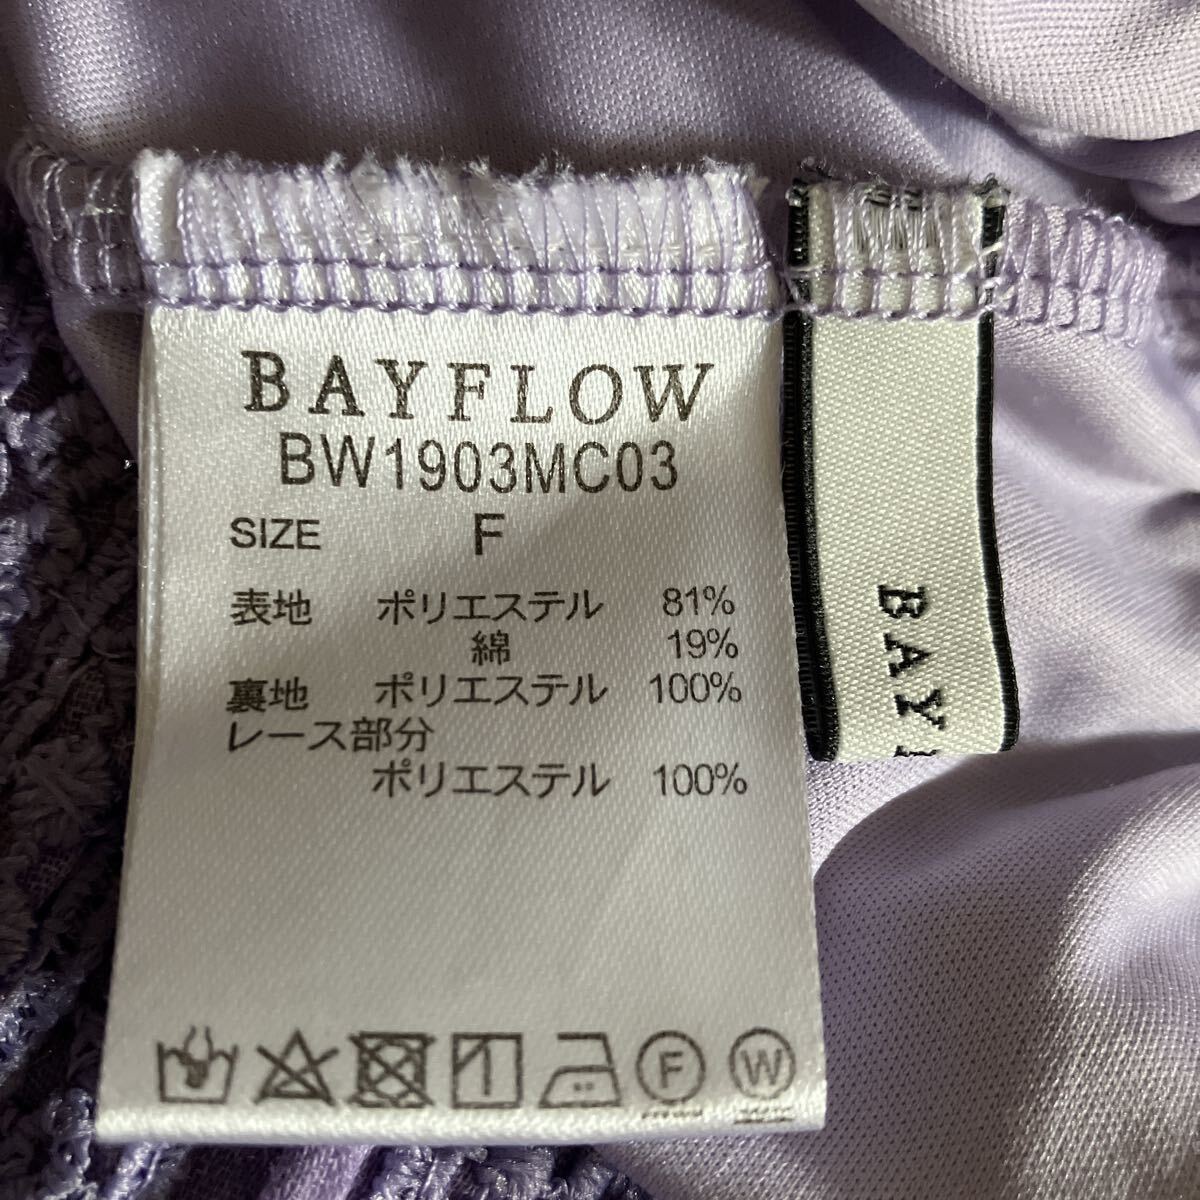 BAYFLOW
BW1903MC03
SIZE F
表地 ポリエステル 81%
綿 19%
裏地 ポリエステル 100%
レース部分
ポリエステル 100%
F W
BAY